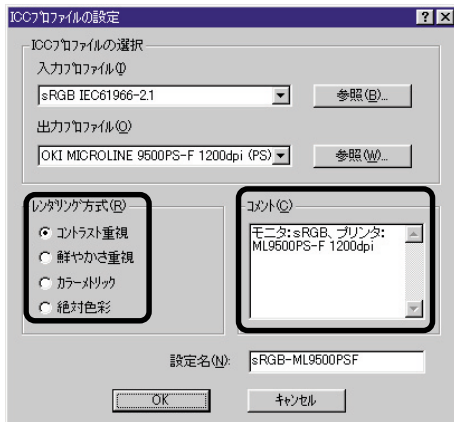 ICCプロファイルの設定
ICCプロファイルの選択
入力プロファイル(I)
sRGB IEC61966-2.1
参照(B)...
出力プロファイル(O)
OKI MICROLINE 9500PS-F 1200dpi (PS)
参照(W)...
レンダリング方式(R)
コントラスト重視
鮮やかさ重視
カラーメトリック
絶対色彩
コメント(C)
モニタ:sRGB、プリンタ:
ML9500PS-F 1200dpi
設定名(N):
sRGB-ML9500PSF
OK
キャンセル